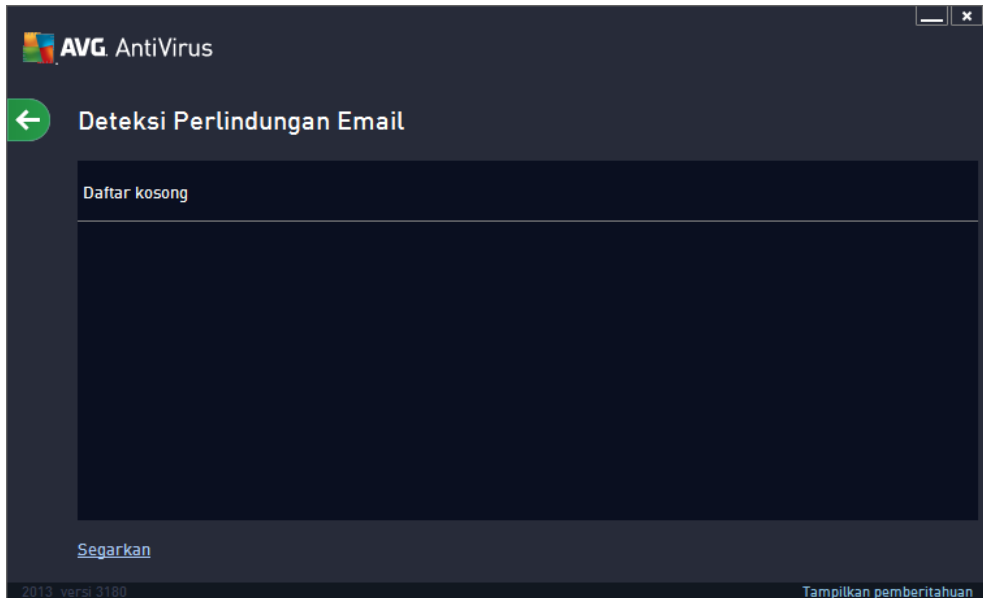 AVG. AntiVirus
Deteksi Perlindungan Email
Daftar kosong
Segarkan
2013 versi 3180
Tampilkan pemberitahuan